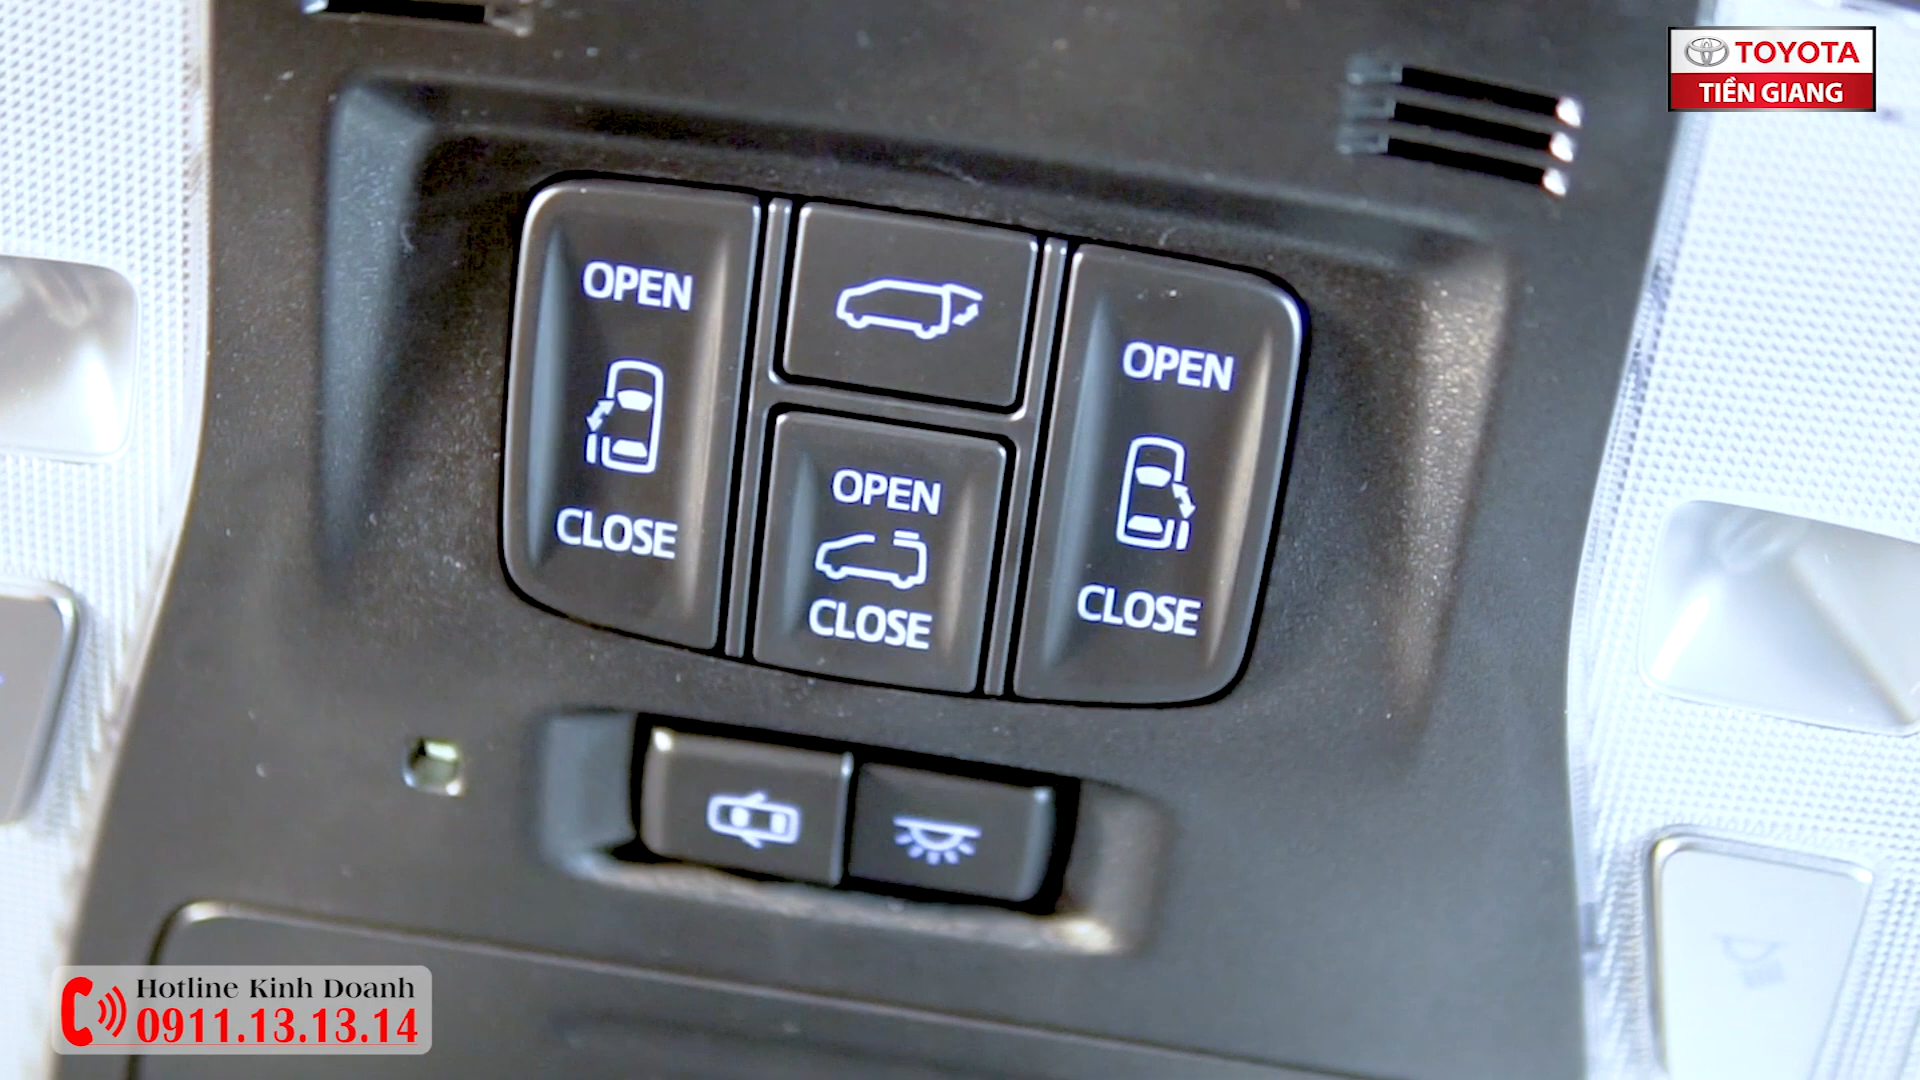 TOYOTA
TIỀN GIANG
OPEN
CLOSE
OPEN
CLOSE
OPEN
CLOSE
Hotline Kinh Doanh
0911.13.13.14